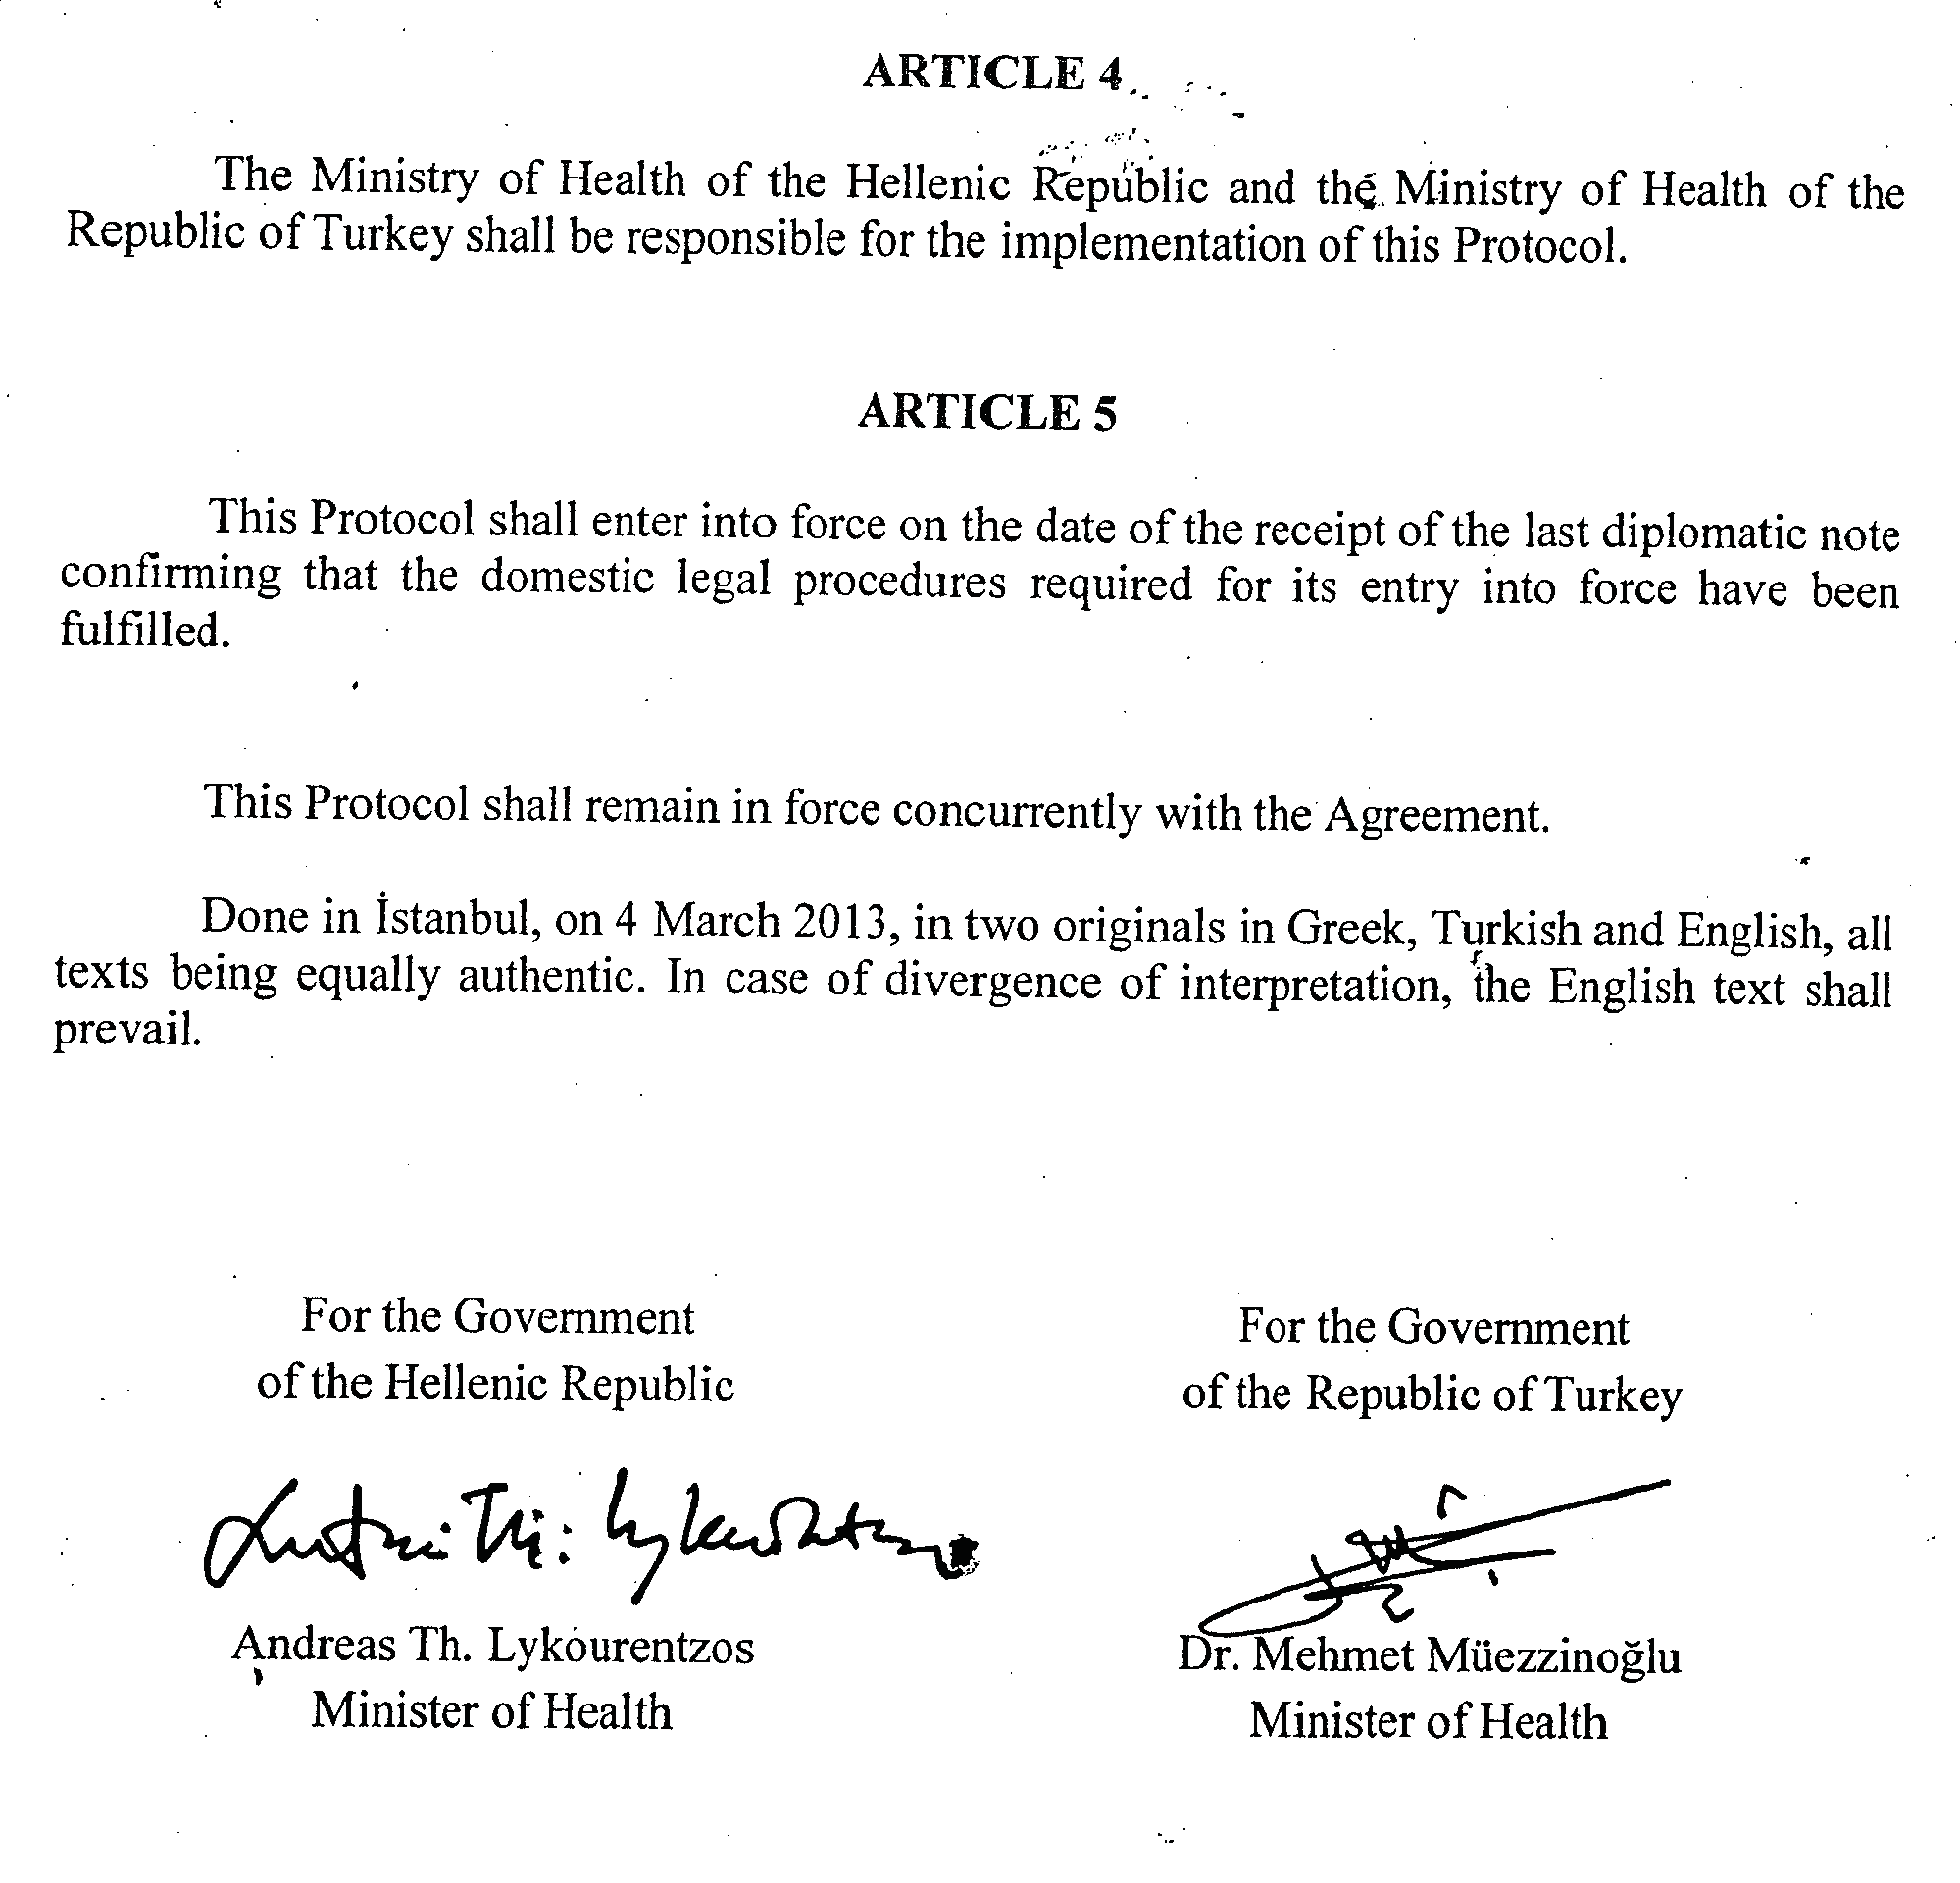 ARTICLE 4
The Ministry of Health of the Hellenic Republic and the Ministry of Health of the
Republic of Turkey shall be responsible for the implementation of this Protocol.
ARTICLE 5
This Protocol shall enter into force on the date of the receipt of the last diplomatic note
confirming that the domestic legal procedures required for its entry into force have been
fulfilled.
This Protocol shall remain in force concurrently with the Agreement.
Done in İstanbul, on 4 March 2013, in two originals in Greek, Turkish and English, all
texts being equally authentic. In case of divergence of interpretation, the English text shall
prevail.
For the Government
of the Hellenic Republic
Andreas Th. Lykourentzos
Minister of Health
For the Government
of the Republic of Turkey
Dr. Mehmet Müezzinoğlu
Minister of Health